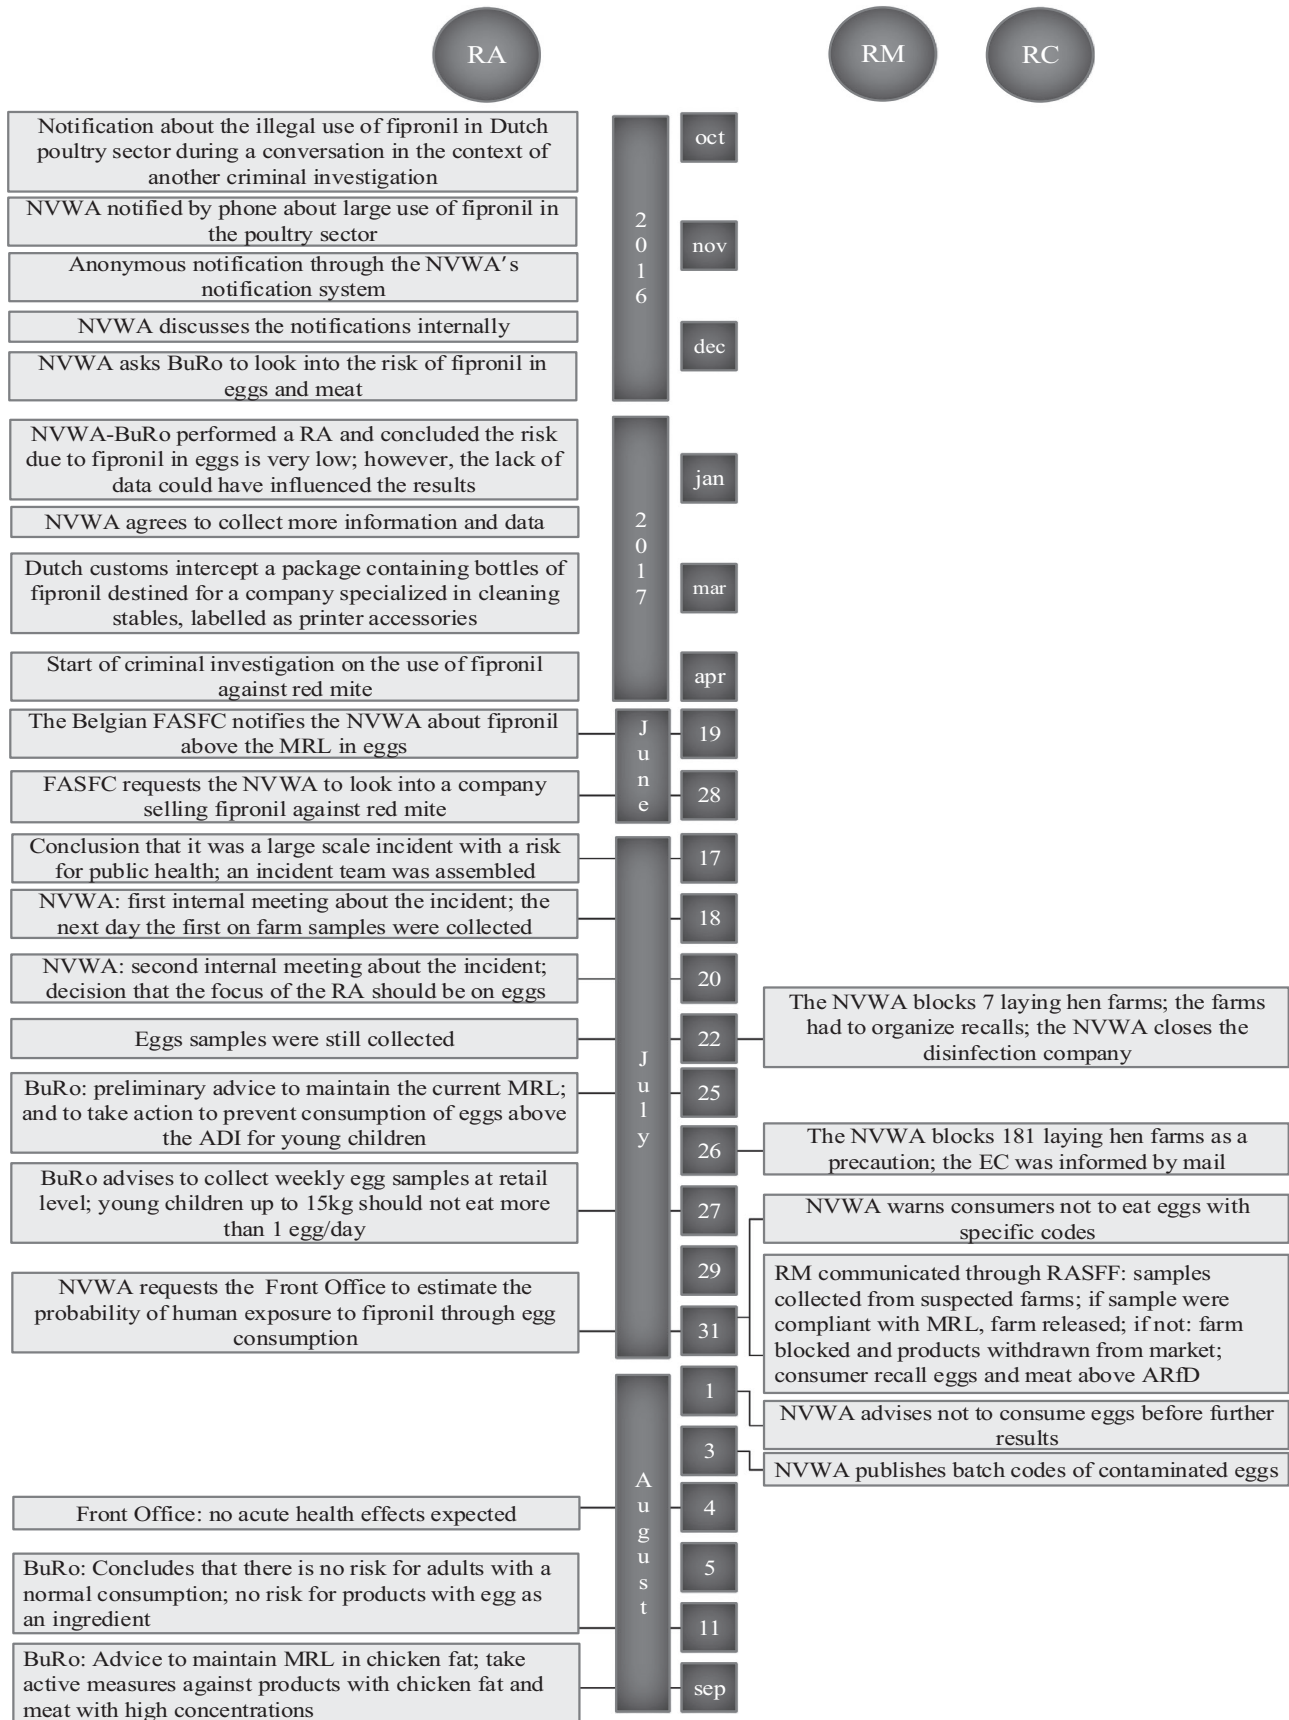 RA
RM
RC
Notification about the illegal use of fipronil in Dutch
poultry sector during a conversation in the context of
another criminal investigation
oct
NVWA notified by phone about large use of fipronil in
the poultry sector
nov
Anonymous notification through the NVWA′s
notification system
2016
NVWA discusses the notifications internally
dec
NVWA asks BuRo to look into the risk of fipronil in
eggs and meat
NVWA-BuRo performed a RA and concluded the risk
due to fipronil in eggs is very low; however, the lack of
data could have influenced the results
jan
NVWA agrees to collect more information and data
2017
Dutch customs intercept a package containing bottles of
fipronil destined for a company specialized in cleaning
stables, labelled as printer accessories
mar
Start of criminal investigation on the use of fipronil
against red mite
apr
The Belgian FASFC notifies the NVWA about fipronil
above the MRL in eggs
June
19
FASFC requests the NVWA to look into a company
selling fipronil against red mite
28
Conclusion that it was a large scale incident with a risk
for public health; an incident team was assembled
17
NVWA: first internal meeting about the incident; the
next day the first on farm samples were collected
18
NVWA: second internal meeting about the incident;
decision that the focus of the RA should be on eggs
20
Eggs samples were still collected
22
The NVWA blocks 7 laying hen farms; the farms
had to organize recalls; the NVWA closes the
disinfection company
July
BuRo: preliminary advice to maintain the current MRL;
and to take action to prevent consumption of eggs above
the ADI for young children
25
26
The NVWA blocks 181 laying hen farms as a
precaution; the EC was informed by mail
BuRo advises to collect weekly egg samples at retail
level; young children up to 15kg should not eat more
than 1 egg/day
27
NVWA warns consumers not to eat eggs with
specific codes
29
NVWA requests the Front Office to estimate the
probability of human exposure to fipronil through egg
consumption
31
RM communicated through RASFF: samples
collected from suspected farms; if sample were
compliant with MRL, farm released; if not: farm
blocked and products withdrawn from market;
consumer recall eggs and meat above ARfD
1
NVWA advises not to consume eggs before further
results
3
NVWA publishes batch codes of contaminated eggs
August
Front Office: no acute health effects expected
4
BuRo: Concludes that there is no risk for adults with a
normal consumption; no risk for products with egg as
an ingredient
5
11
BuRo: Advice to maintain MRL in chicken fat; take
active measures against products with chicken fat and
meat with high concentrations
sep